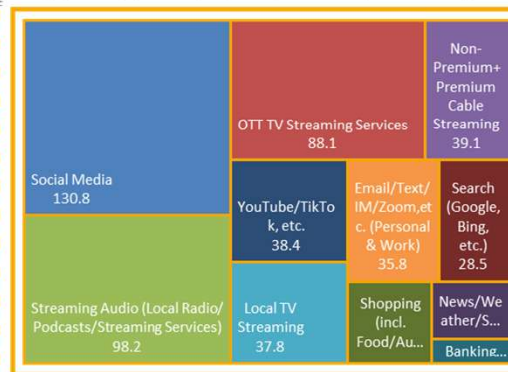 Social Media
130.8
Streaming Audio (Local Radio/
Podcasts/Streaming Services)
98.2
OTT TV Streaming Services
88.1
Non-
Premium+
Premium
Cable
Streaming
39.1
YouTube/TikTo
k, etc.
38.4
Local TV
Streaming
37.8
Email/Text/
IM/Zoom,et
c. (Personal
& Work)
35.8
Search
(Google,
Bing,
etc.)
28.5
Shopping
(incl.
Food/Au...
News/We
ather/S...
Banking...